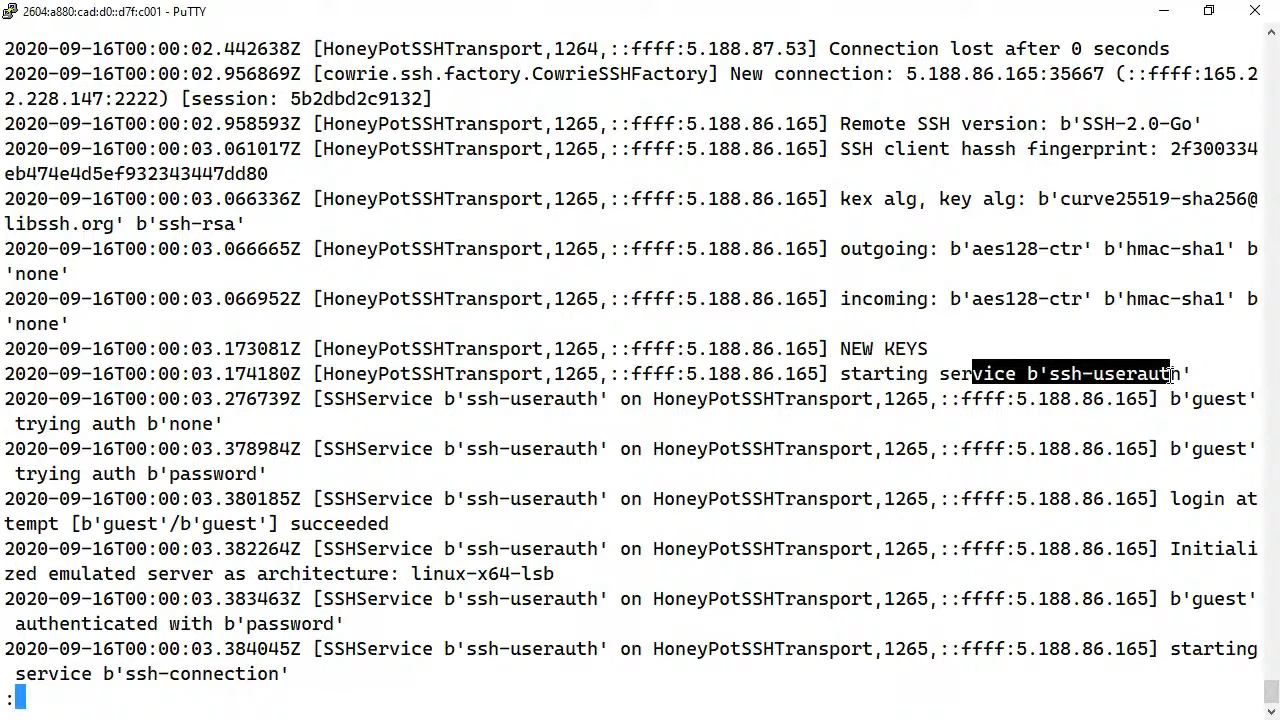 2604:a880:cad:d0::d7f:c001 - PuTTY
2020-09-16T00:00:02.442638Z [HoneyPotSSHTransport,1264,::ffff:5.188.87.53] Connection lost after 0 seconds
2020-09-16T00:00:02.956869Z [cowrie.ssh.factory.CowrieSSHFactory] New connection: 5.188.86.165:35667 (::ffff:165.2
2.228.147:2222) [session: 5b2dbd2c9132]
2020-09-16T00:00:02.958593Z [HoneyPotSSHTransport,1265,::ffff:5.188.86.165] Remote SSH version: b'SSH-2.0-Go'
2020-09-16T00:00:03.061017Z [HoneyPotSSHTransport,1265,::ffff:5.188.86.165] SSH client hassh fingerprint: 2f300334
eb474e4d5ef932343447dd80
2020-09-16T00:00:03.066336Z [HoneyPotSSHTransport,1265,::ffff:5.188.86.165] kex alg, key alg: b'curve25519-sha256@
libssh.org' b'ssh-rsa'
2020-09-16T00:00:03.066665Z [HoneyPotSSHTransport,1265,::ffff:5.188.86.165] outgoing: b'aes128-ctr' b'hmac-sha1' b
'none'
2020-09-16T00:00:03.066952Z [HoneyPotSSHTransport,1265,::ffff:5.188.86.165] incoming: b'aes128-ctr' b'hmac-sha1' b
'none'
2020-09-16T00:00:03.173081Z [HoneyPotSSHTransport,1265,::ffff:5.188.86.165] NEW KEYS
2020-09-16T00:00:03.174180Z [HoneyPotSSHTransport,1265,::ffff:5.188.86.165] starting service b'ssh-userauth'
2020-09-16T00:00:03.276739Z [SSHService b'ssh-userauth' on HoneyPotSSHTransport,1265,::ffff:5.188.86.165] b'guest'
trying auth b'none'
2020-09-16T00:00:03.378984Z [SSHService b'ssh-userauth' on HoneyPotSSHTransport,1265,::ffff:5.188.86.165] b'guest'
trying auth b'password'
2020-09-16T00:00:03.380185Z [SSHService b'ssh-userauth' on HoneyPotSSHTransport,1265,::ffff:5.188.86.165] login at
tempt [b'guest'/b'guest'] succeeded
2020-09-16T00:00:03.382264Z [SSHService b'ssh-userauth' on HoneyPotSSHTransport,1265,::ffff:5.188.86.165] Initiali
zed emulated server as architecture: linux-x64-lsb
2020-09-16T00:00:03.383463Z [SSHService b'ssh-userauth' on HoneyPotSSHTransport,1265,::ffff:5.188.86.165] b'guest'
authenticated with b'password'
2020-09-16T00:00:03.384045Z [SSHService b'ssh-userauth' on HoneyPotSSHTransport,1265,::ffff:5.188.86.165] starting
service b'ssh-connection'
: